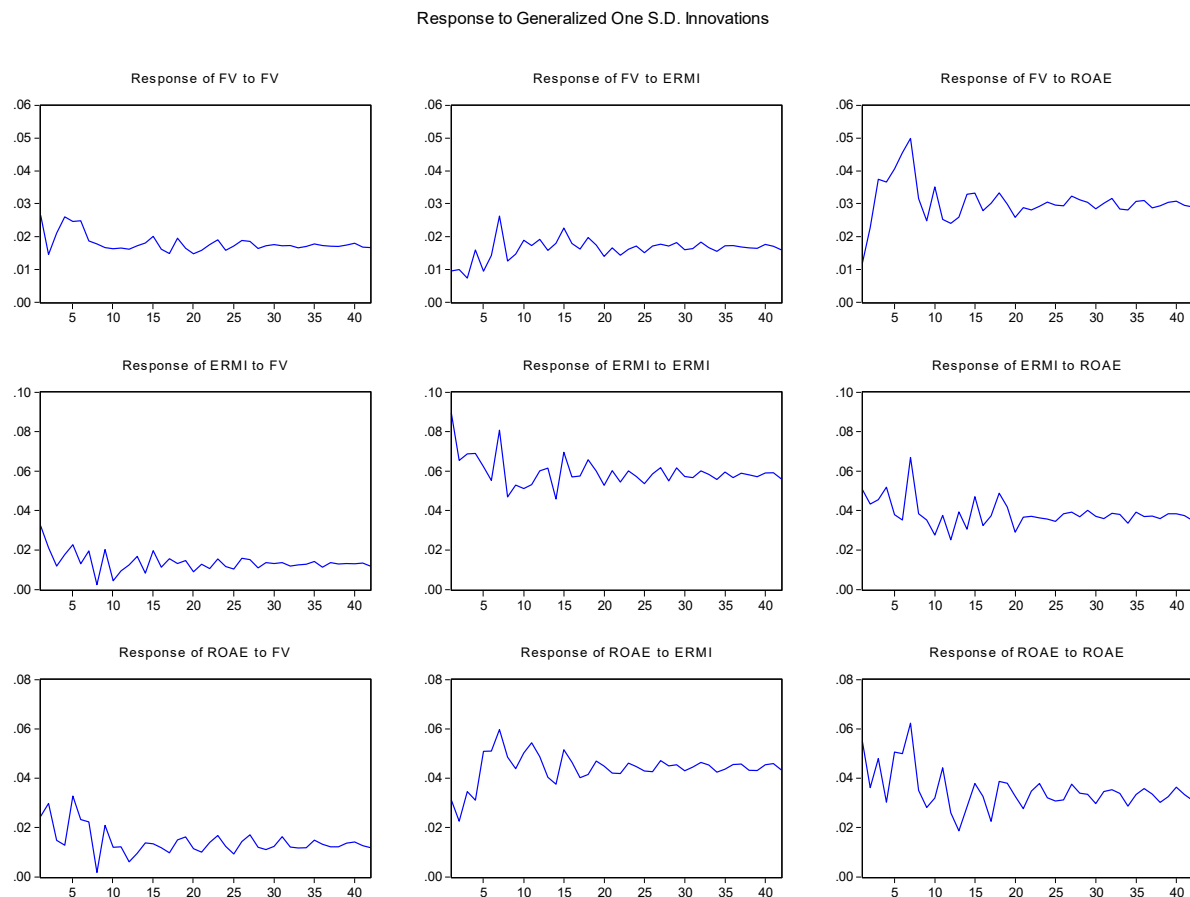 Response to Generalized One S.D. Innovations
Response of FV to FV
.06
.05
.04
.03
.02
.01
.00
5 10 15 20 25 30 35 40
Response of FV to ERMI
.06
.05
.04
.03
.02
.01
.00
5 10 15 20 25 30 35 40
Response of FV to ROAE
.06
.05
.04
.03
.02
.01
.00
5 10 15 20 25 30 35 40
Response of ERMI to FV
.10
.08
.06
.04
.02
.00
5 10 15 20 25 30 35 40
Response of ERMI to ERMI
.10
.08
.06
.04
.02
.00
5 10 15 20 25 30 35 40
Response of ERMI to ROAE
.10
.08
.06
.04
.02
.00
5 10 15 20 25 30 35 40
Response of ROAE to FV
.08
.06
.04
.02
.00
5 10 15 20 25 30 35 40
Response of ROAE to ERMI
.08
.06
.04
.02
.00
5 10 15 20 25 30 35 40
Response of ROAE to ROAE
.08
.06
.04
.02
.00
5 10 15 20 25 30 35 40